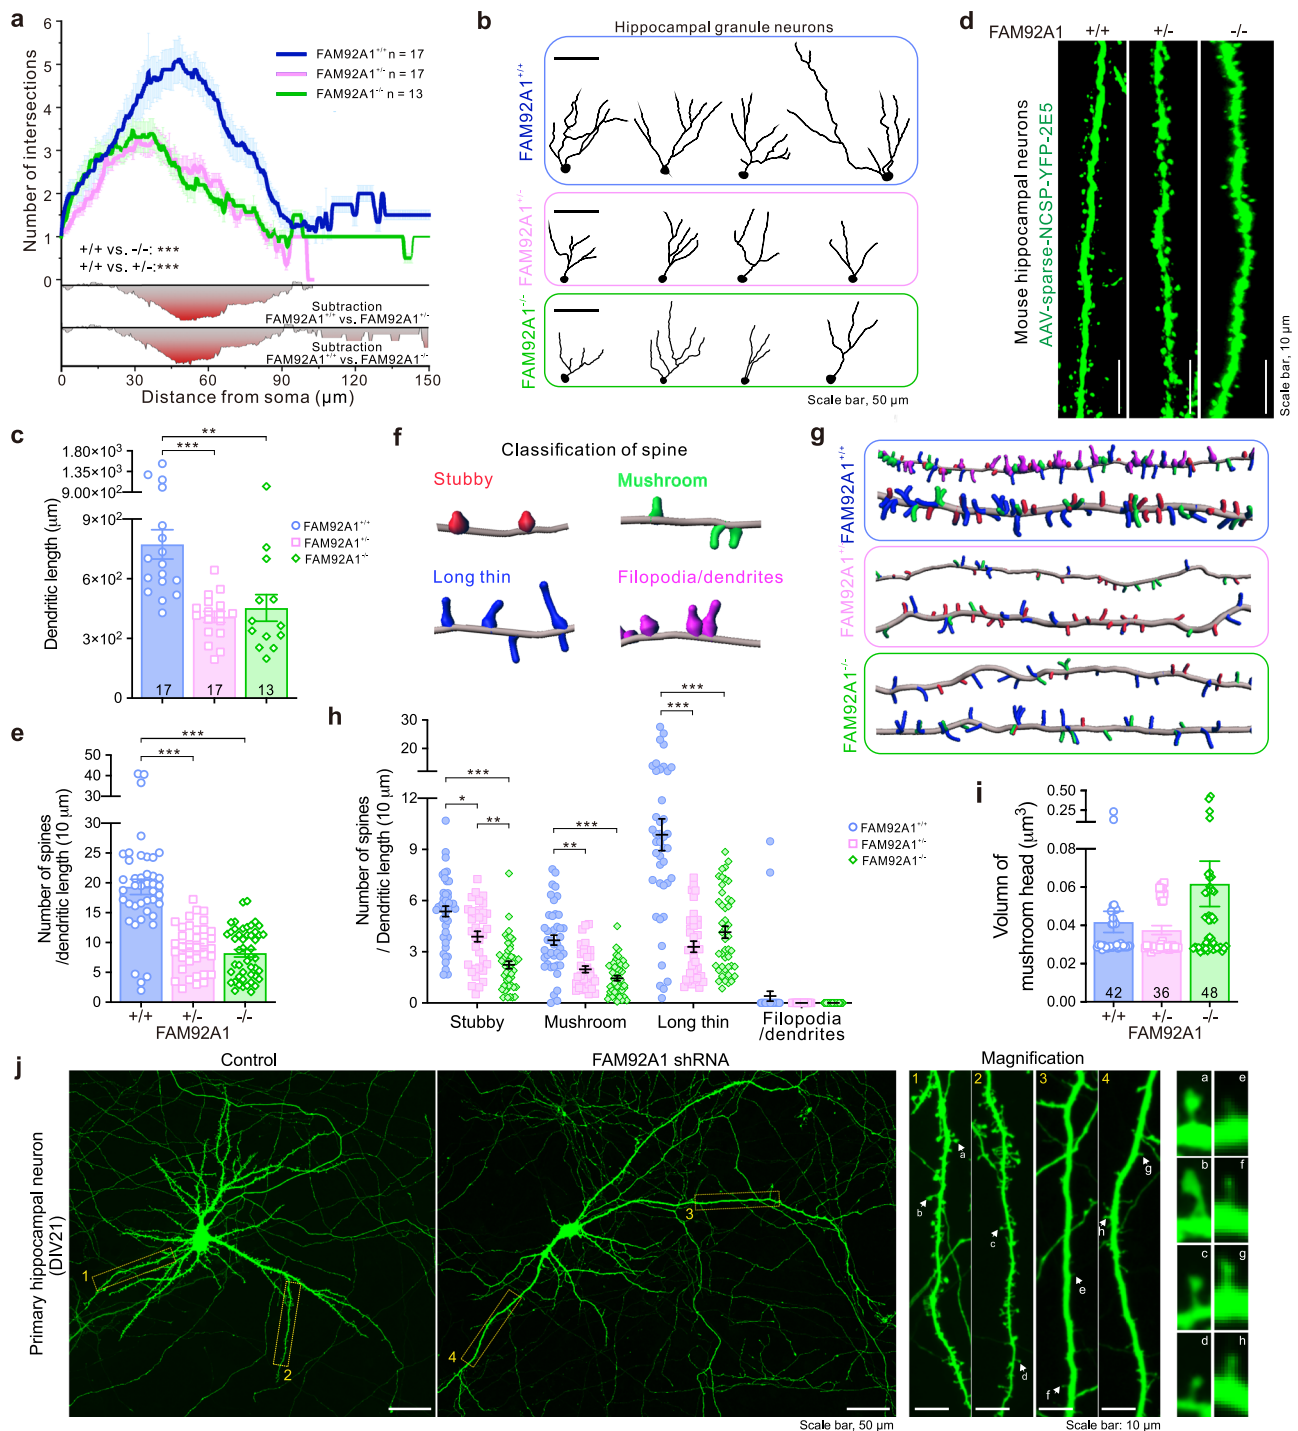 a
Number of intersections
6
5
4
3
2
1
0
FAM92A1+/+ n = 17
FAM92A1+/- n = 17
FAM92A1-/- n = 13
+/+ vs. -/-: ***
+/+ vs. +/-:***
Subtraction
FAM92A1+/+ vs. FAM92A1+/-
Subtraction
FAM92A1+/+ vs. FAM92A1-/-
0 30 60 90 120 150
Distance from soma (μm)
b
Hippocampal granule neurons
FAM92A1+/+
FAM92A1+/-
FAM92A1-/-
Scale bar, 50 μm
d
FAM92A1 +/+ +/- -/-
Mouse hippocampal neurons
AAV-sparse-NCSP-YFP-2E5
Scale bar, 10 μm
c
Dendritic length (μm)
1.80×10³
1.35×10³
9.00×10²
9×10²
6×10²
3×10²
0
**
***
FAM92A1+/+
FAM92A1+/-
FAM92A1-/-
17 17 13
f
Classification of spine
Stubby
Mushroom
Long thin
Filopodia/dendrites
g
FAM92A1+/+
FAM92A1+/-
FAM92A1-/-
e
Number of spines
/dendritic length (10 μm)
50
40
30
30
25
20
15
10
5
0
***
***
+/+ +/- -/-
FAM92A1
h
Number of spines
/ Dendritic length (10 μm)
30
20
10
12
9
6
3
0
***
*
**
***
**
***
***
Stubby
Mushroom
Long thin
Filopodia
/dendrites
FAM92A1+/+
FAM92A1+/-
FAM92A1-/-
i
Volumn of
mushroom head (μm³)
0.50
0.25
0.08
0.06
0.04
0.02
0.00
42 36 48
+/+ +/- -/-
FAM92A1
j
Primary hippocampal neuron
(DIV21)
Control
FAM92A1 shRNA
Magnification
1
2
3
4
Scale bar, 50 μm
1 2 3 4
a
b
c
d
e
f
g
h
Scale bar: 10 μm
a e
b f
c g
d h